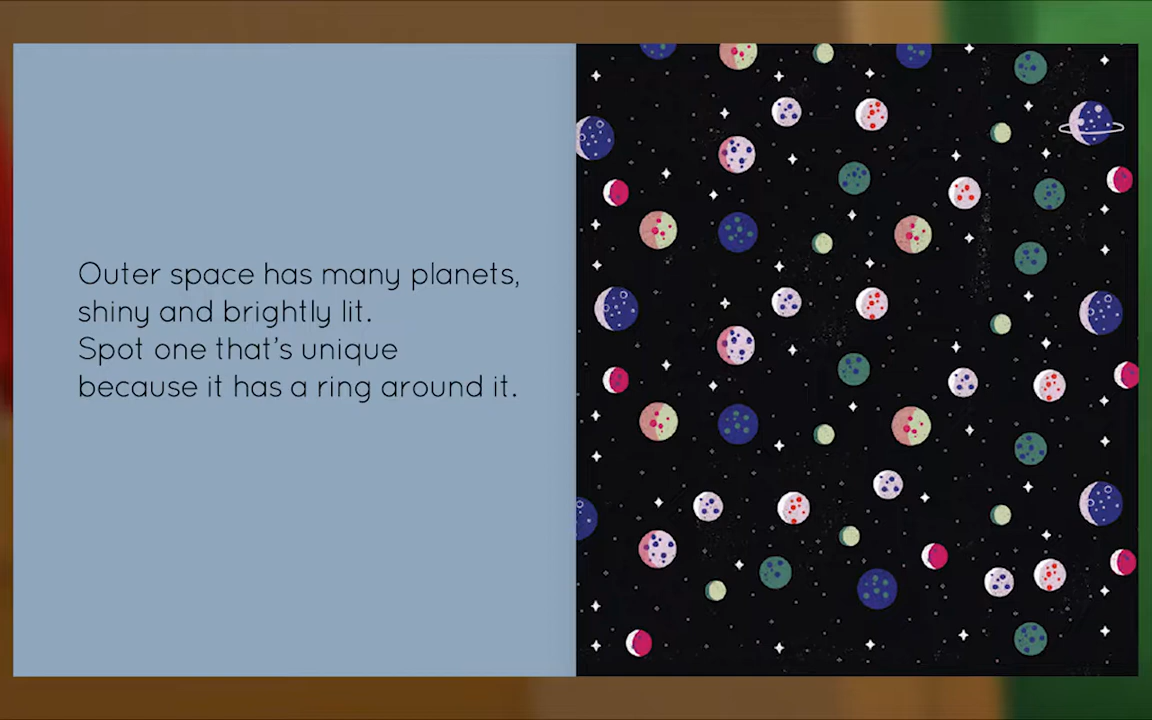 Outer space has many planets,
shiny and brightly lit.
Spot one that's unique
because it has a ring around it.